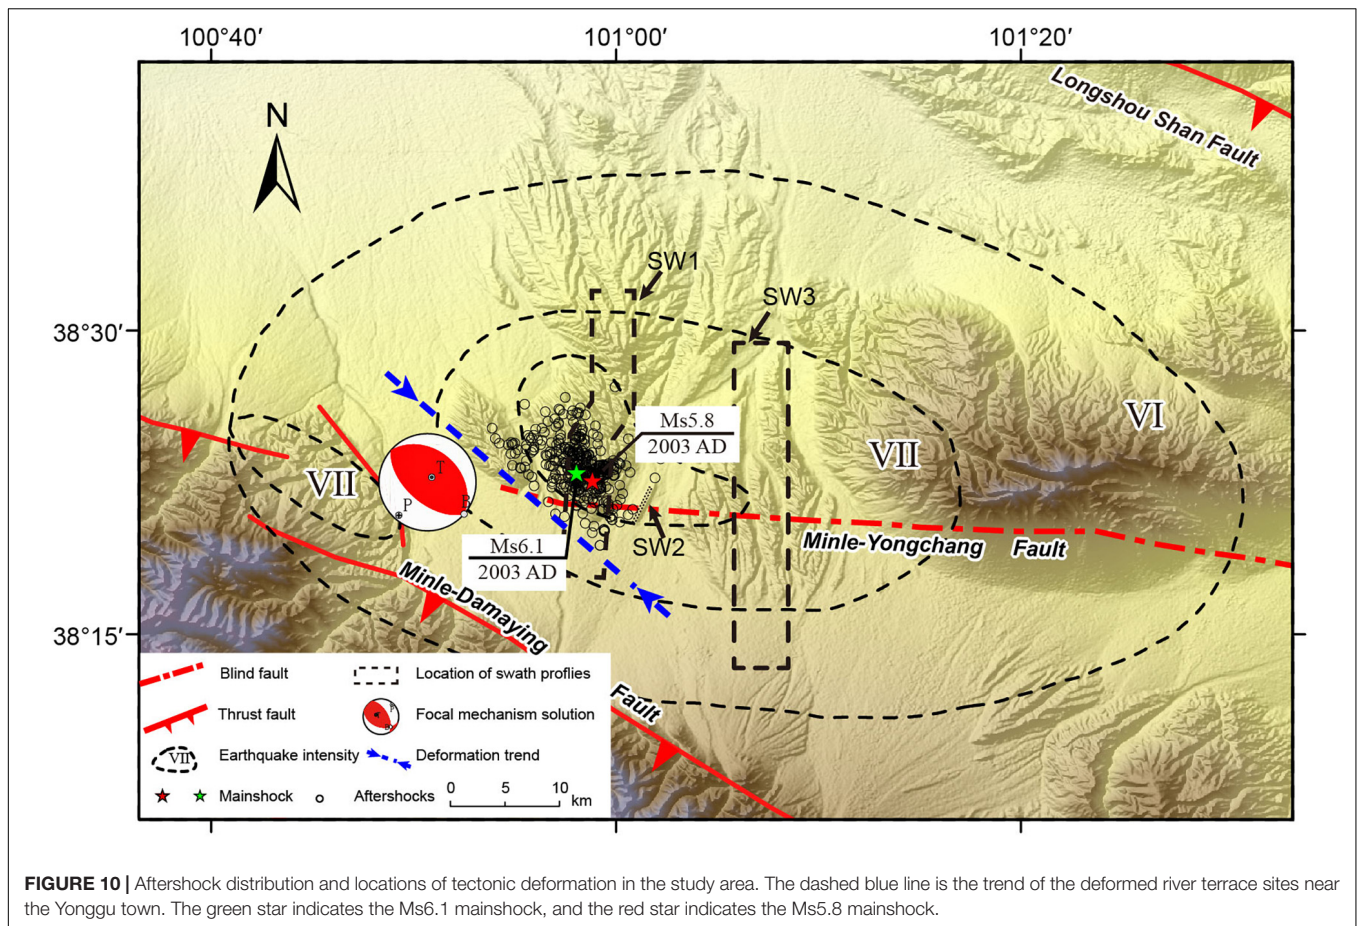 100°40′ 101°00′ 101°20′
N
Longshou Shan Fault
SW1
SW3
38°30′
Ms5.8
2003 AD
VI
VII
VII
T
P
B
SW2
Ms6.1
2003 AD
Minle-Yongchang Fault
Minle-Damaying
Fault
38°15′
Blind fault
Location of swath proflies
Thrust fault
Focal mechanism solution
VII
Earthquake intensity
Deformation trend
Mainshock
Aftershocks
0 5 10
km
FIGURE 10 | Aftershock distribution and locations of tectonic deformation in the study area. The dashed blue line is the trend of the deformed river terrace sites near
the Yonggu town. The green star indicates the Ms6.1 mainshock, and the red star indicates the Ms5.8 mainshock.